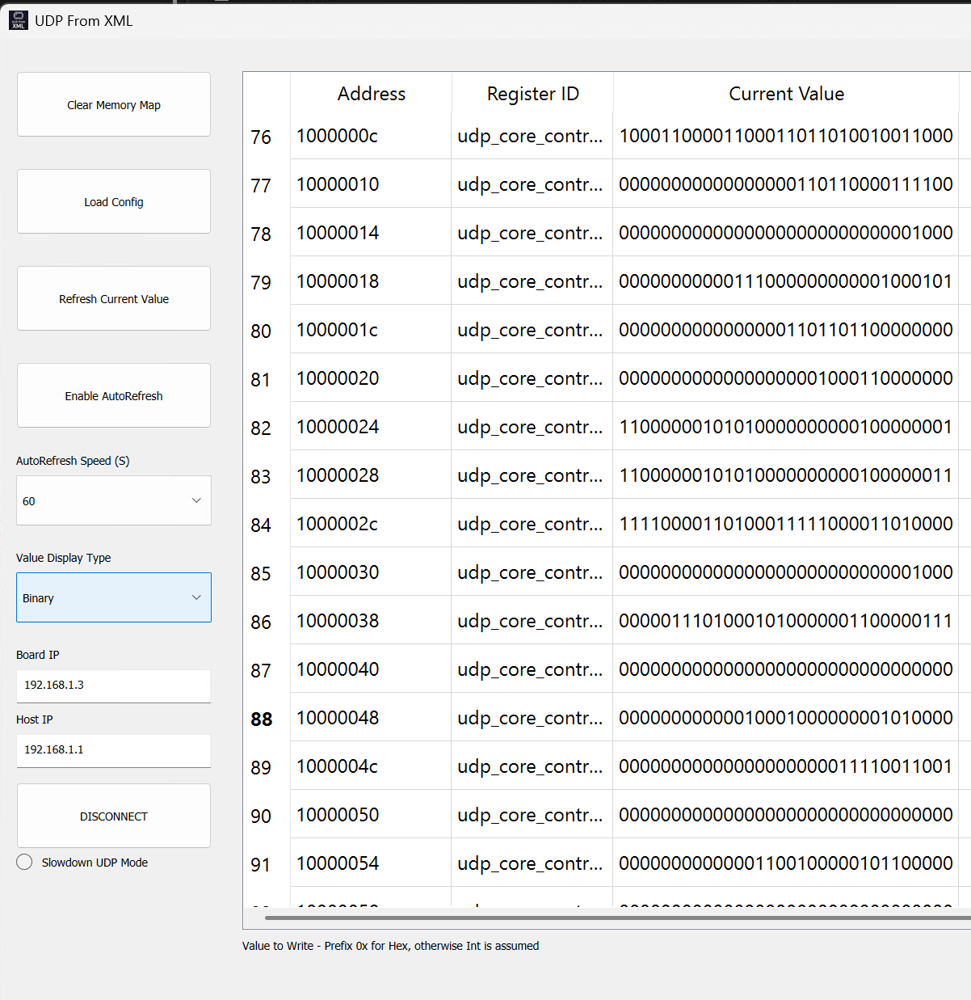 UDP From XML
Clear Memory Map
Load Config
Refresh Current Value
Enable AutoRefresh
AutoRefresh Speed (S)
60
Value Display Type
Binary
Board IP
192.168.1.3
Host IP
192.168.1.1
DISCONNECT
Slowdown UDP Mode
Address Register ID Current Value
76 1000000c udp_core_contr... 10001100001100011011010010011000
77 10000010 udp_core_contr... 00000000000000000110110000111100
78 10000014 udp_core_contr... 00000000000000000000000000001000
79 10000018 udp_core_contr... 00000000000111000000000001000101
80 1000001c udp_core_contr... 00000000000000001101101100000000
81 10000020 udp_core_contr... 00000000000000000001000110000000
82 10000024 udp_core_contr... 11000000101010000000000100000001
83 10000028 udp_core_contr... 11000000101010000000000100000011
84 1000002c udp_core_contr... 11110000110100011111000011010000
85 10000030 udp_core_contr... 00000000000000000000000000001000
86 10000038 udp_core_contr... 00000111010001010000001100000111
87 10000040 udp_core_contr... 00000000000000000000000000000000
88 10000048 udp_core_contr... 00000000000010001000000001010000
89 1000004c udp_core_contr... 00000000000000000000011110011001
90 10000050 udp_core_contr... 00000000000000000000000000000000
91 10000054 udp_core_contr... 00000000000001100100000101100000
Value to Write - Prefix 0x for Hex, otherwise Int is assumed